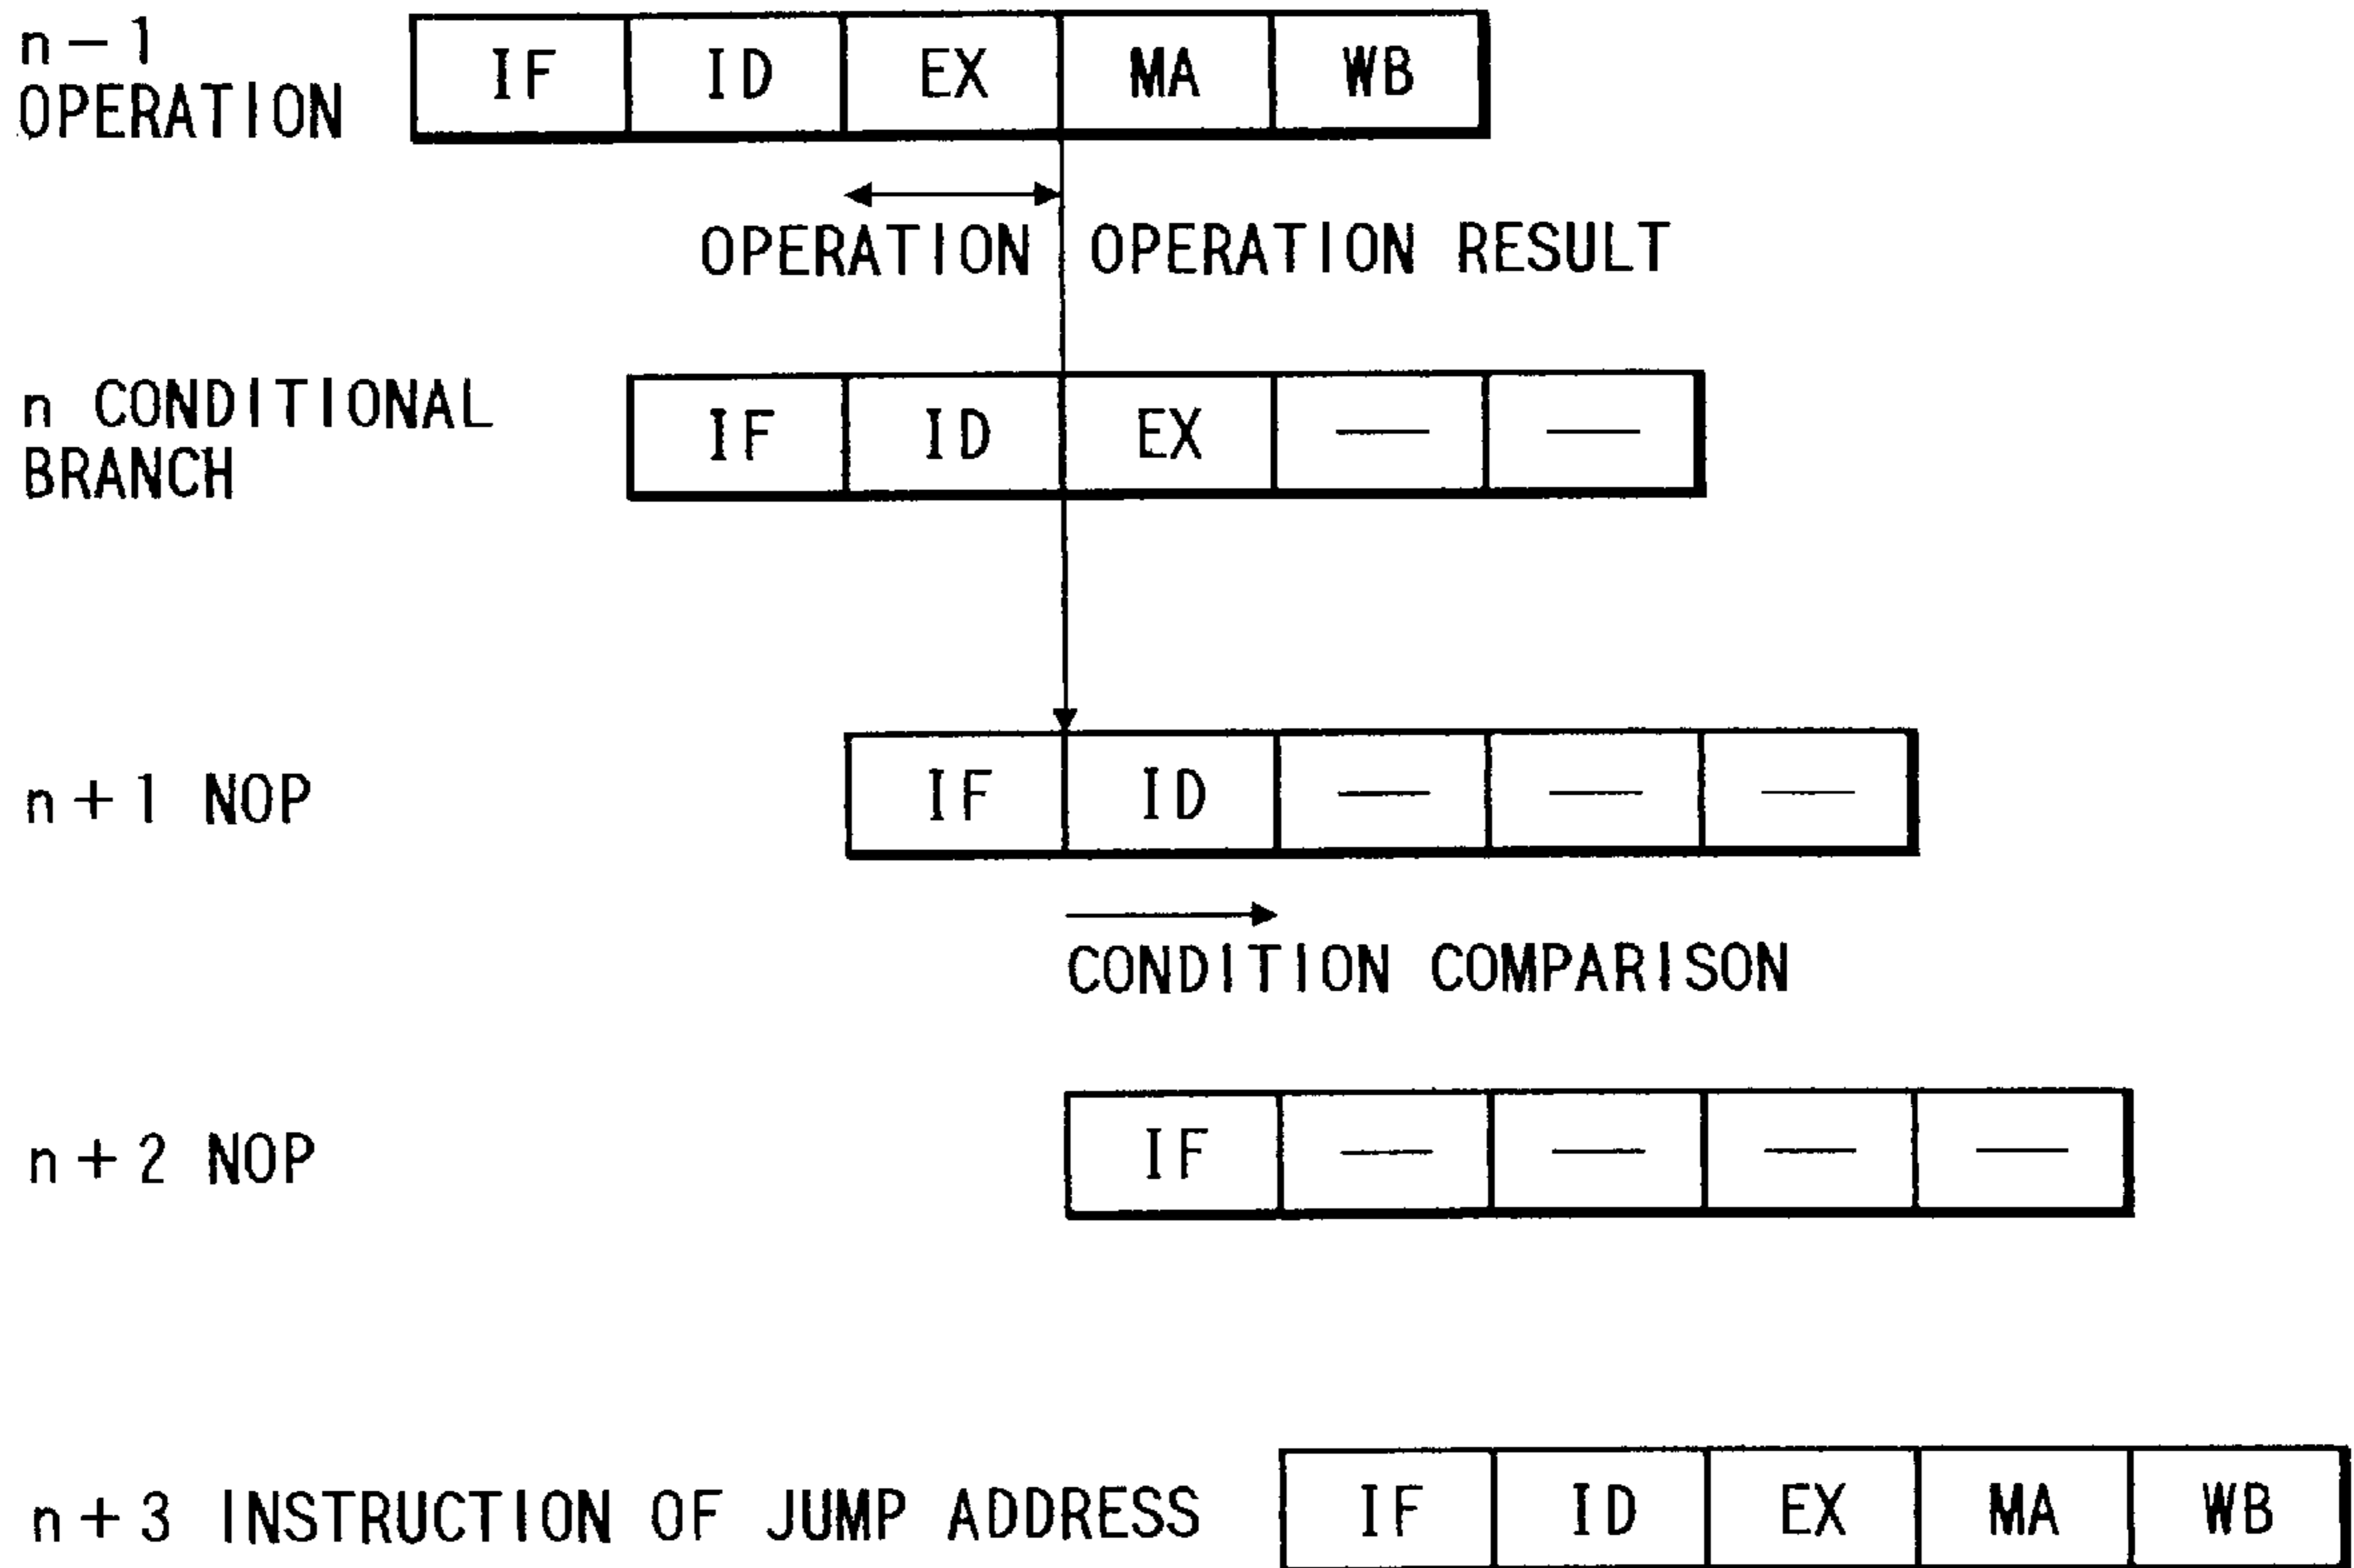 n-1
OPERATION
IF ID EX MA WB
OPERATION OPERATION RESULT
n CONDITIONAL
BRANCH
IF ID EX — —
n+1 NOP
IF ID — — —
CONDITION COMPARISON
n+2 NOP
IF — — — —
n+3 INSTRUCTION OF JUMP ADDRESS
IF ID EX MA WB